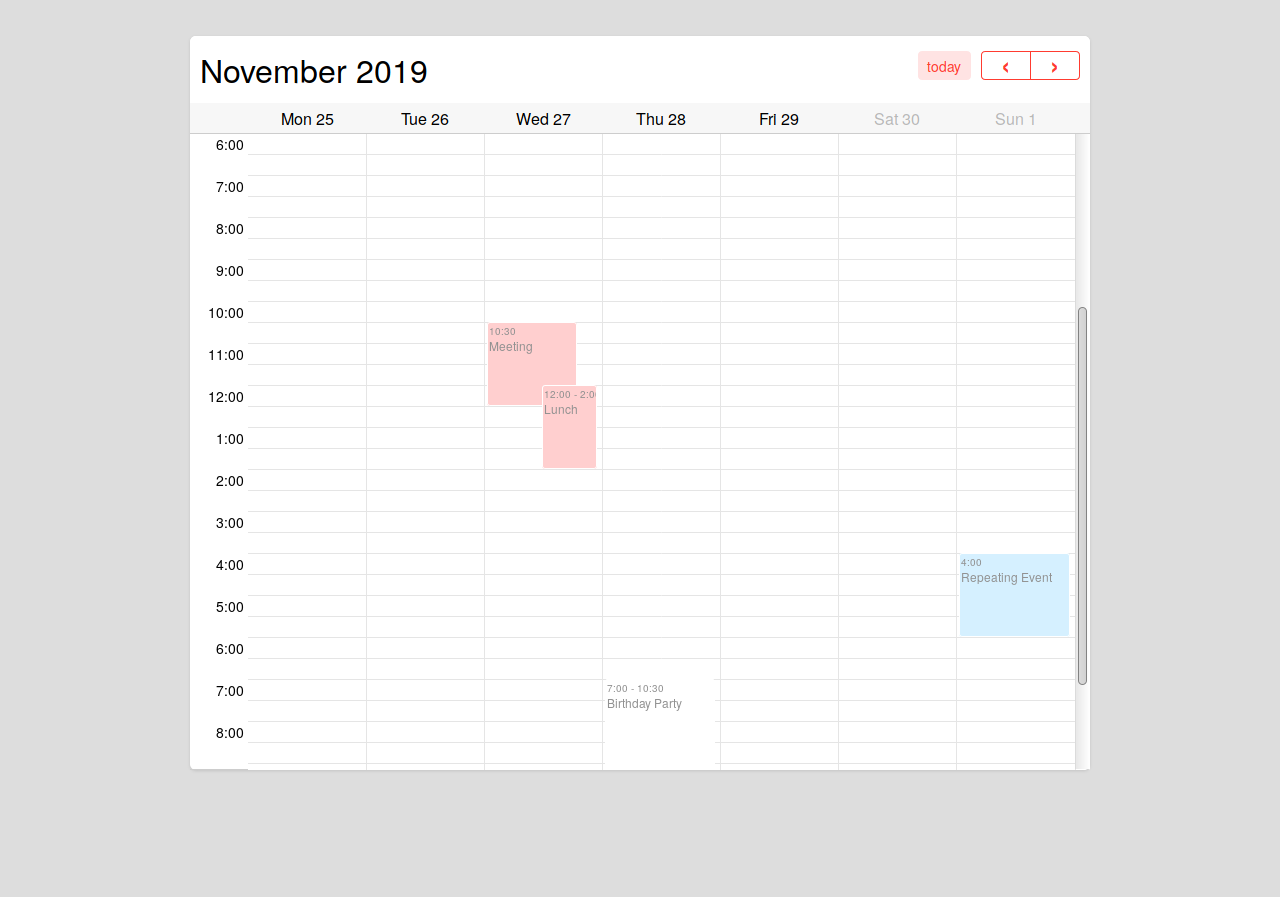 November 2019
today
‹ ›
Mon 25 Tue 26 Wed 27 Thu 28 Fri 29 Sat 30 Sun 1
6:00
7:00
8:00
9:00
10:00
10:30
Meeting
11:00
12:00
12:00 - 2:0
Lunch
1:00
2:00
3:00
4:00
4:00
Repeating Event
5:00
6:00
7:00
7:00 - 10:30
Birthday Party
8:00